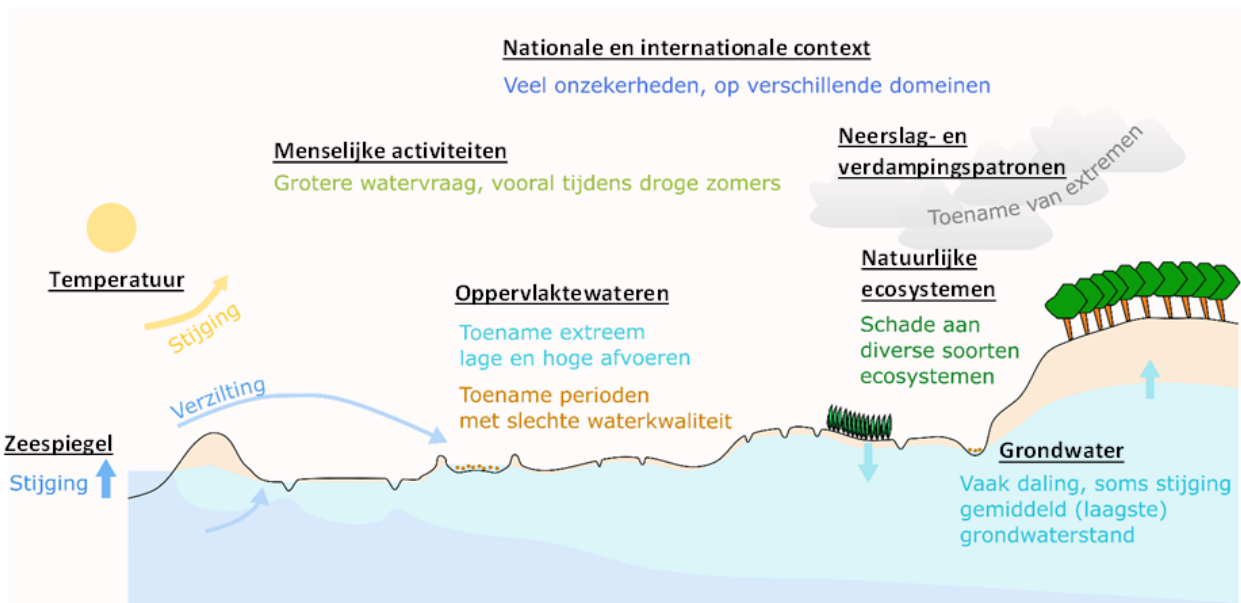 Nationale en internationale context
Veel onzekerheden, op verschillende domeinen
Menselijke activiteiten
Grotere watervraag, vooral tijdens droge zomers
Neerslag- en
verdampingspatronen
Toename van extremen
Temperatuur
Stijging
Oppervlaktewateren
Toename extreem
lage en hoge afvoeren
Toename perioden
met slechte waterkwaliteit
Natuurlijke
ecosystemen
Schade aan
diverse soorten
ecosystemen
Verzilting
Zeespiegel
Stijging
Grondwater
Vaak daling, soms stijging
gemiddeld (laagste)
grondwaterstand